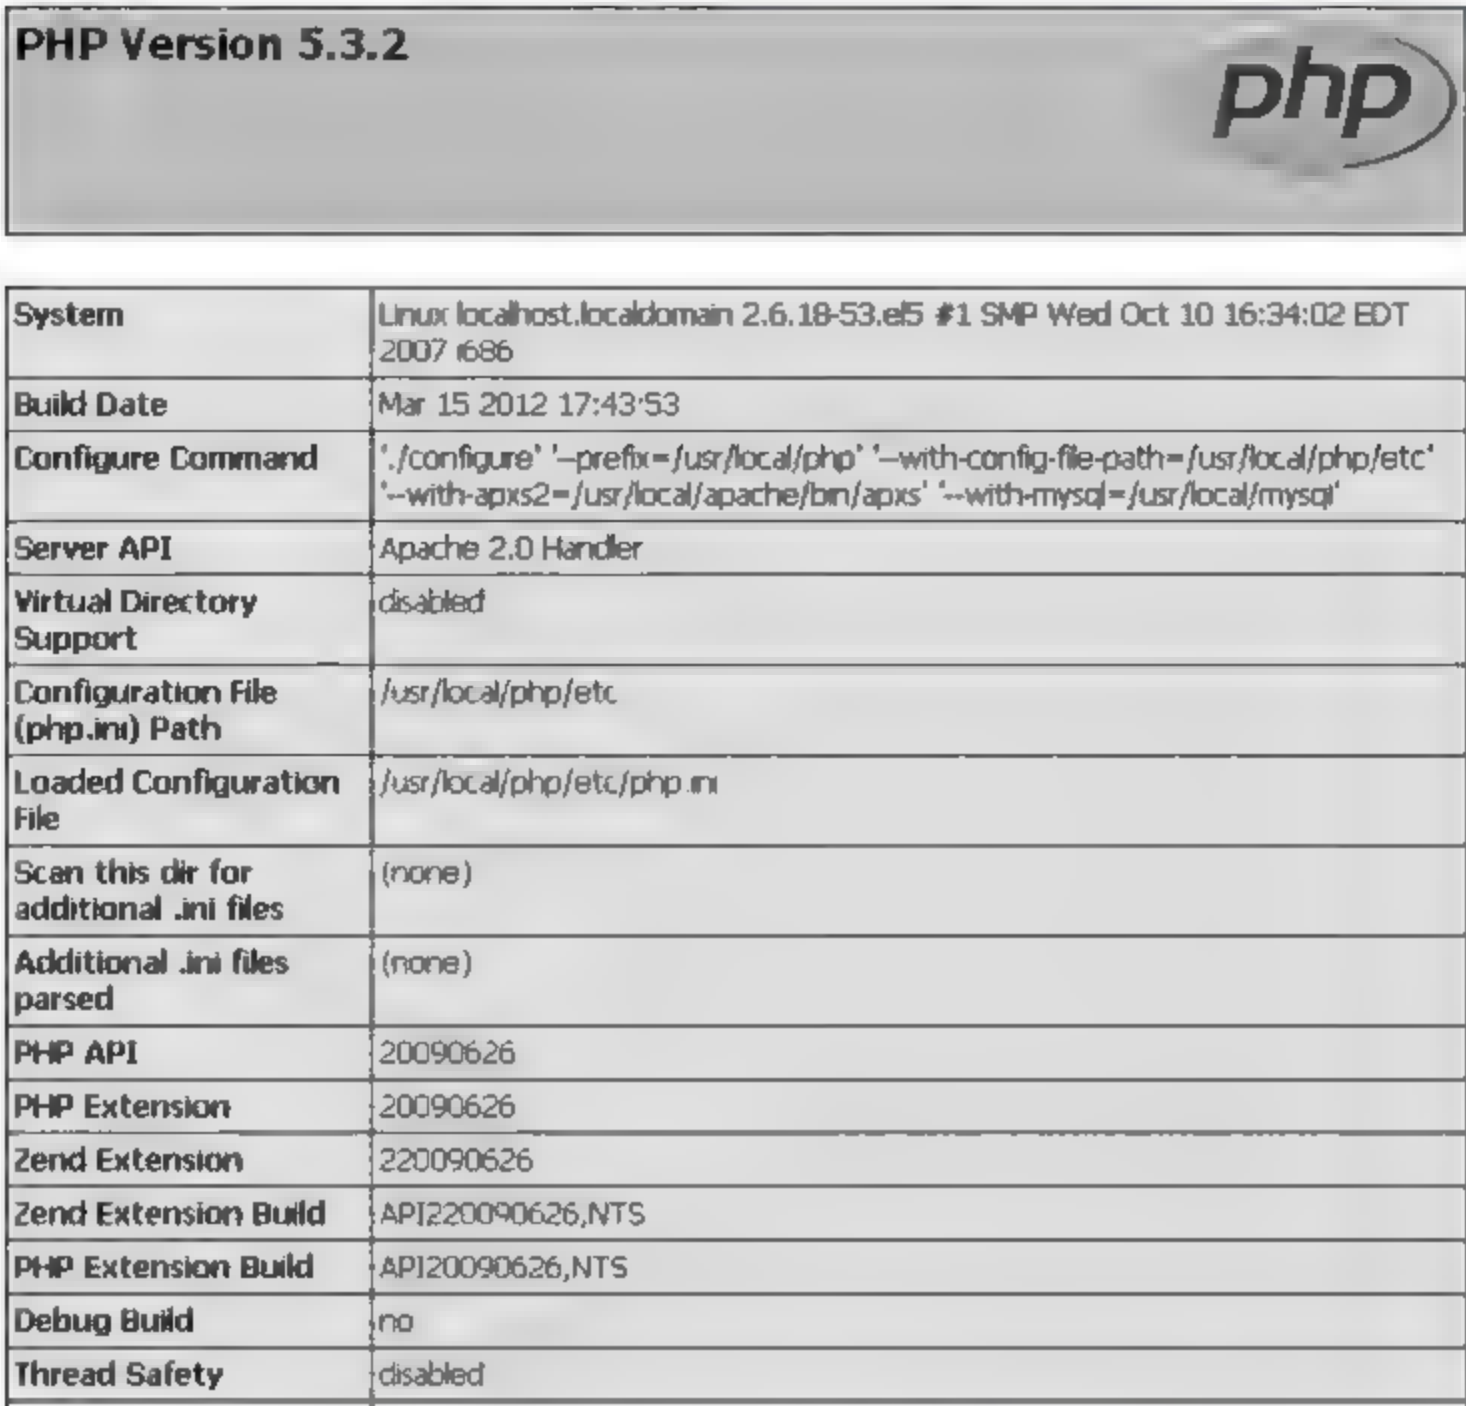 PHP Version 5.3.2
php
System
Linux localhost.localdomain 2.6.18-53.el5 #1 SMP Wed Oct 10 16:34:02 EDT
2007 i686
Build Date
Mar 15 2012 17:43:53
Configure Command
'./configure' '--prefix=/usr/local/php' '--with-config-file-path=/usr/local/php/etc'
'--with-apxs2=/usr/local/apache/bin/apxs' '--with-mysql=/usr/local/mysql'
Server API
Apache 2.0 Handler
Virtual Directory
Support
disabled
Configuration File
(php.ini) Path
/usr/local/php/etc
Loaded Configuration
File
/usr/local/php/etc/php.ini
Scan this dir for
additional .ini files
(none)
Additional .ini files
parsed
(none)
PHP API
20090626
PHP Extension
20090626
Zend Extension
220090626
Zend Extension Build
API220090626,NTS
PHP Extension Build
API20090626,NTS
Debug Build
no
Thread Safety
disabled